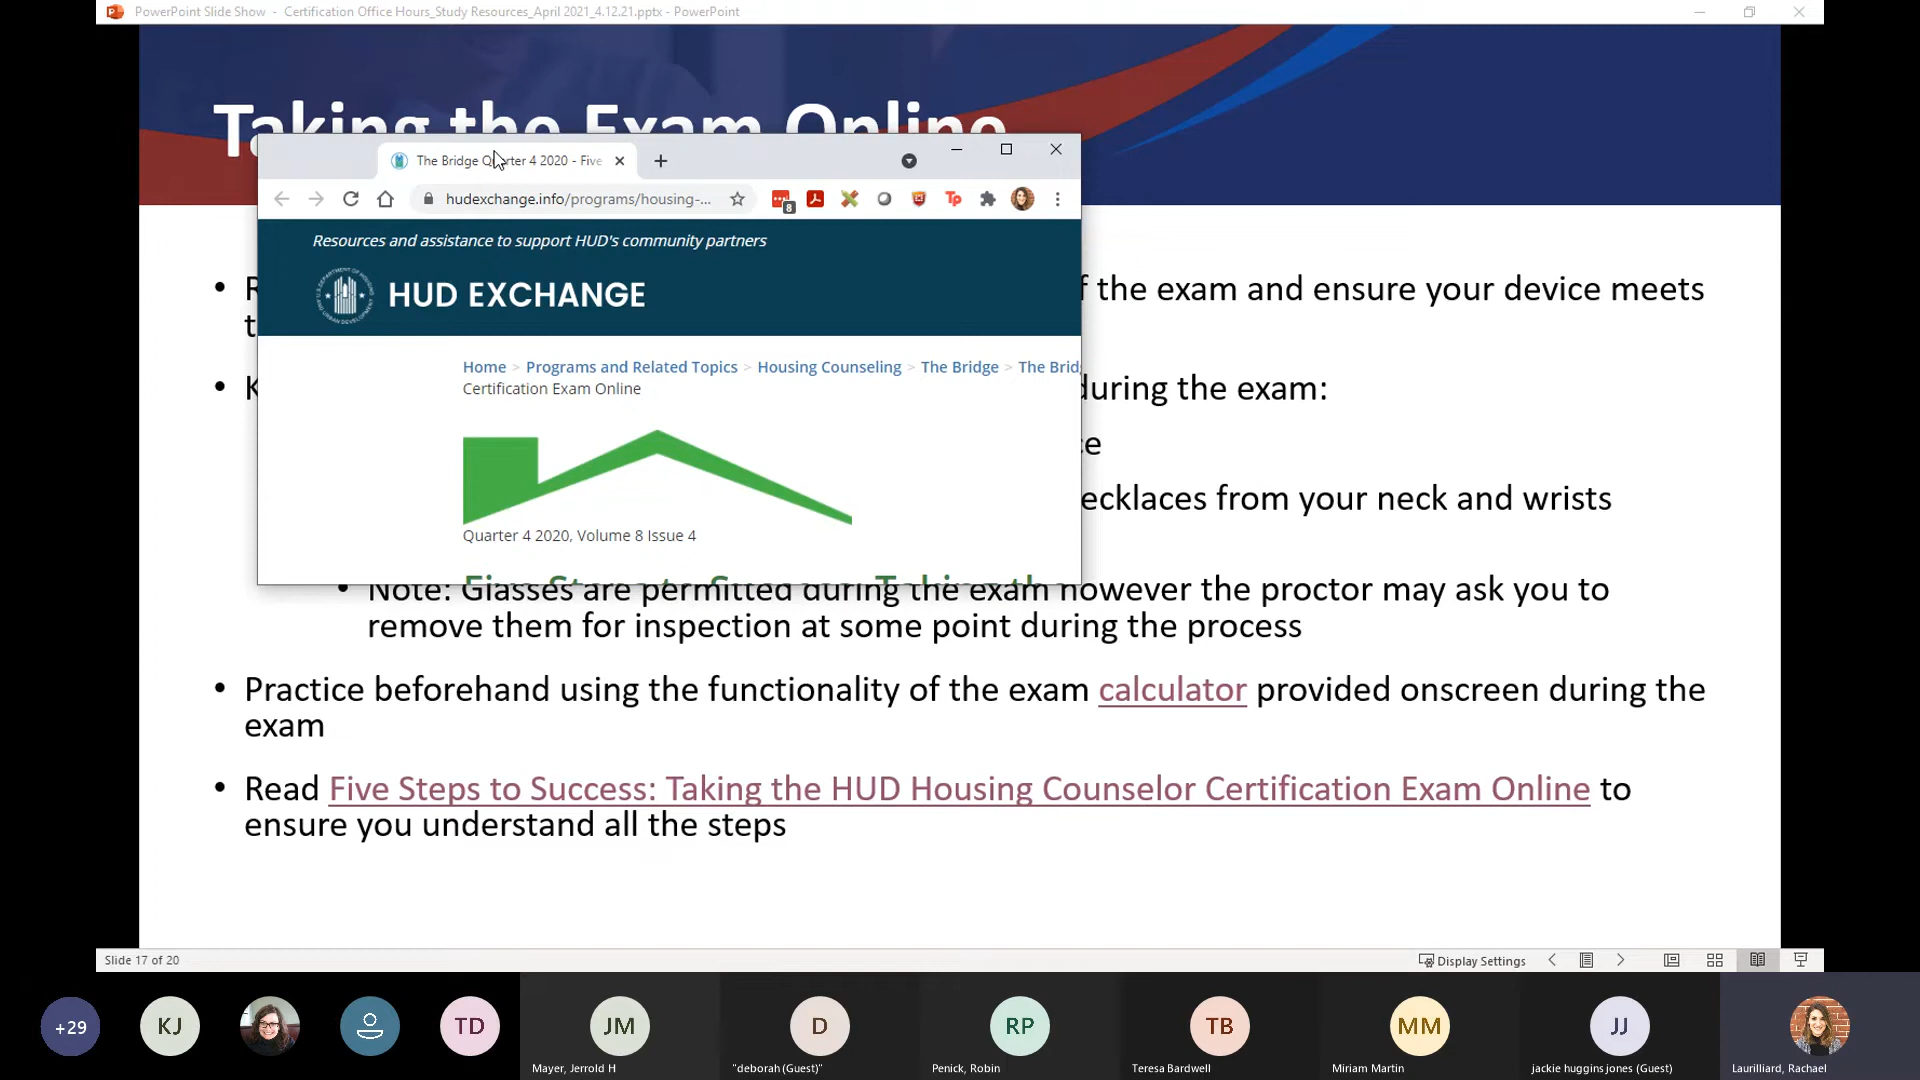 PowerPoint Slide Show - Certification Office Hours_Study Resources_April 2021_4.12.21.pptx - PowerPoint
Taking the Exam Online
The Bridge Quarter 4 2020 - Five
hudexchange.info/programs/housing-...
8
Tp
Resources and assistance to support HUD's community partners
HUD EXCHANGE
Home > Programs and Related Topics > Housing Counseling > The Bridge > The Bridg
Certification Exam Online
Quarter 4 2020, Volume 8 Issue 4
the exam and ensure your device meets
during the exam:
from your neck and wrists
Note: Glasses are permitted during the exam however the proctor may ask you to
remove them for inspection at some point during the process
• Practice beforehand using the functionality of the exam calculator provided onscreen during the
exam
• Read Five Steps to Success: Taking the HUD Housing Counselor Certification Exam Online to
ensure you understand all the steps
Slide 17 of 20
Display Settings
+29
KJ
TD
JM
D
RP
TB
MM
JJ
Mayer, Jerrold H
"deborah (Guest)"
Penick, Robin
Teresa Bardwell
Miriam Martin
jackie huggins jones (Guest)
Laurilliard, Rachael